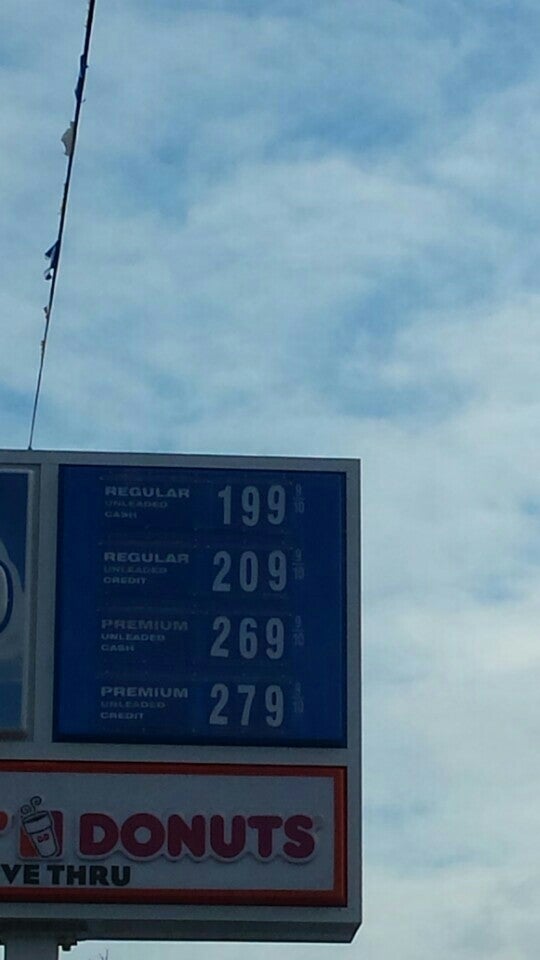 REGULAR
UNLEADED
CASH
199 9/10
REGULAR
UNLEADED
CREDIT
209 9/10
PREMIUM
UNLEADED
CASH
269 9/10
PREMIUM
UNLEADED
CREDIT
279 9/10
DONUTS
VE THRU